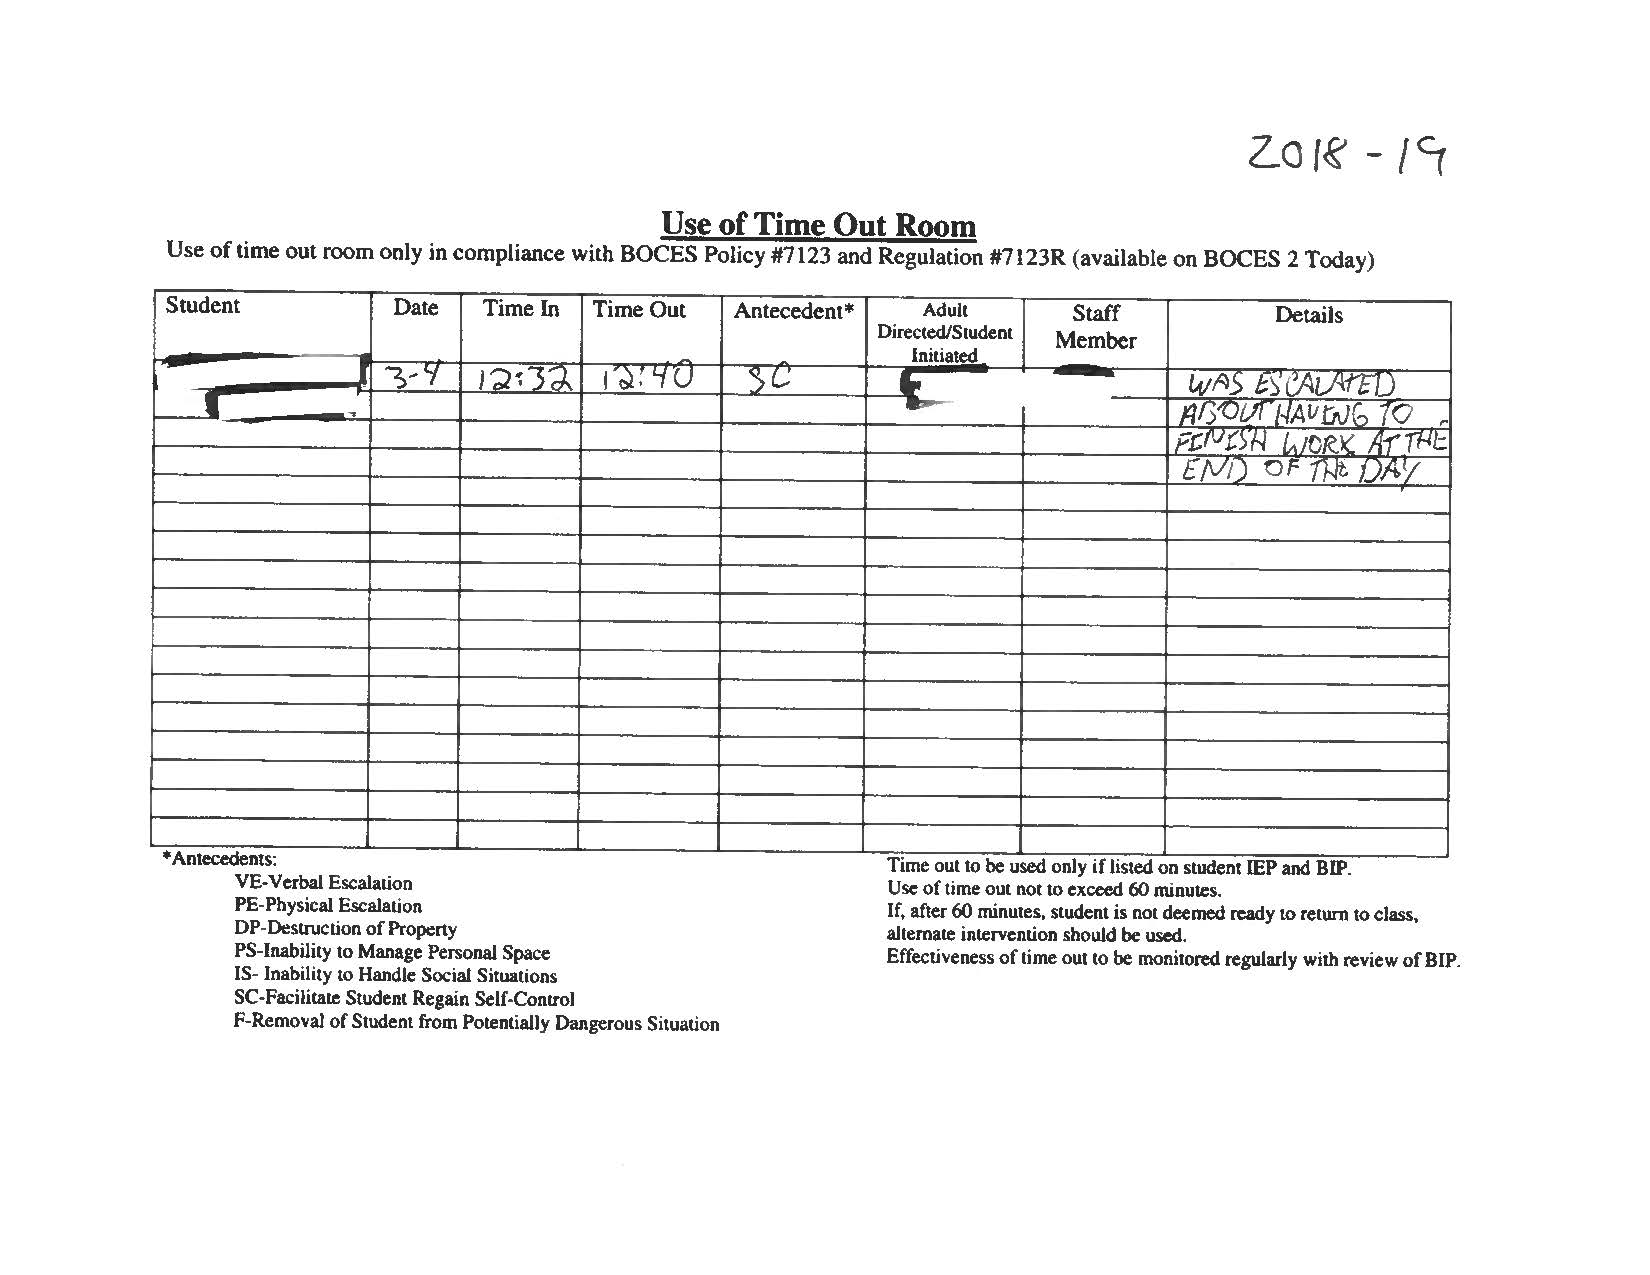 2018-19
Use of Time Out Room
Use of time out room only in compliance with BOCES Policy #7123 and Regulation #7123R (available on BOCES 2 Today)
Student Date Time In Time Out Antecedent* Adult Directed/Student Initiated Staff Member Details
3-4 12:32 12:40 SC WAS ESCALATED
ABOUT HAVING TO
FINISH WORK AT THE
END OF THE DAY
*Antecedents:
VE-Verbal Escalation
PE-Physical Escalation
DP-Destruction of Property
PS-Inability to Manage Personal Space
IS- Inability to Handle Social Situations
SC-Facilitate Student Regain Self-Control
F-Removal of Student from Potentially Dangerous Situation
Time out to be used only if listed on student IEP and BIP.
Use of time out not to exceed 60 minutes.
If, after 60 minutes, student is not deemed ready to return to class,
alternate intervention should be used.
Effectiveness of time out to be monitored regularly with review of BIP.